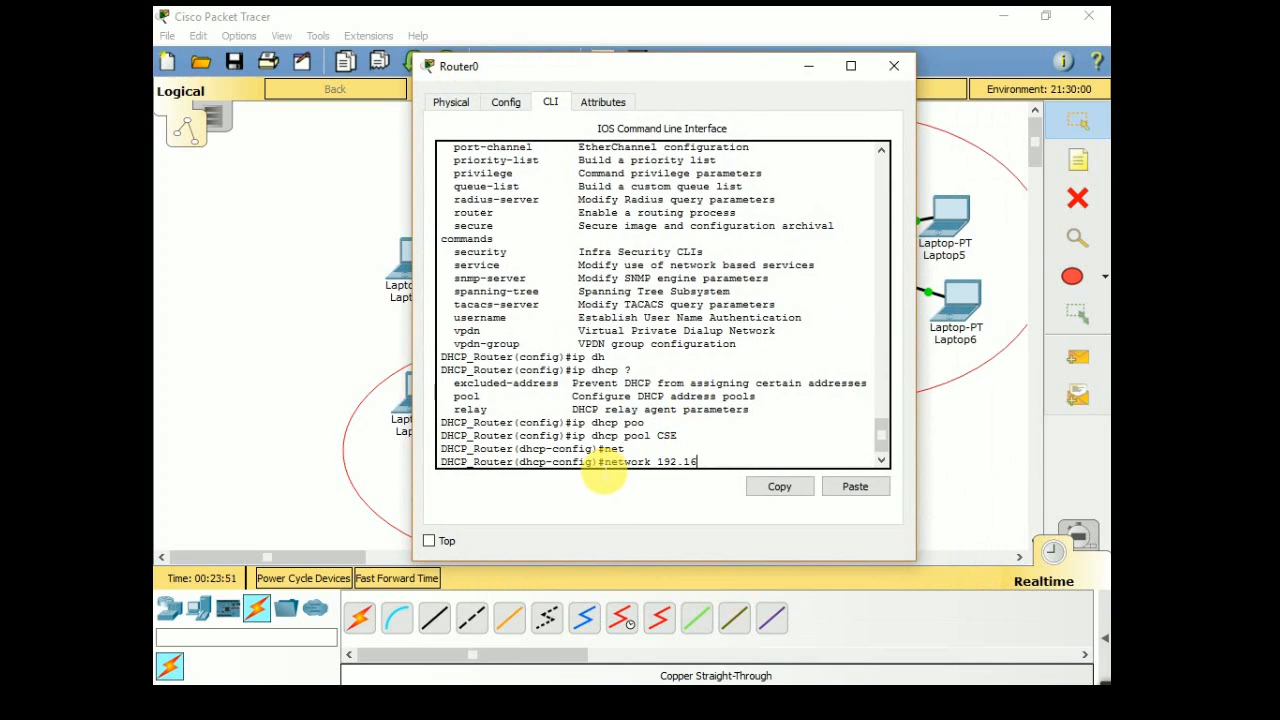 Cisco Packet Tracer
File Edit Options View Tools Extensions Help
Logical
Back
Environment: 21:30:00
Router0
Physical Config CLI Attributes
IOS Command Line Interface
port-channel EtherChannel configuration
priority-list Build a priority list
privilege Command privilege parameters
queue-list Build a custom queue list
radius-server Modify Radius query parameters
router Enable a routing process
secure Secure image and configuration archival
commands
security Infra Security CLIs
service Modify use of network based services
snmp-server Modify SNMP engine parameters
spanning-tree Spanning Tree Subsystem
tacacs-server Modify TACACS query parameters
username Establish User Name Authentication
vpdn Virtual Private Dialup Network
vpdn-group VPDN group configuration
DHCP_Router(config)#ip dh
DHCP_Router(config)#ip dhcp ?
excluded-address Prevent DHCP from assigning certain addresses
pool Configure DHCP address pools
relay DHCP relay agent parameters
DHCP_Router(config)#ip dhcp poo
DHCP_Router(config)#ip dhcp pool CSE
DHCP_Router(dhcp-config)#net
DHCP_Router(dhcp-config)#network 192.16
Copy Paste
Top
Laptop-PT
Laptop5
Laptop-PT
Laptop6
Time: 00:23:51 Power Cycle Devices Fast Forward Time
Realtime
Copper Straight-Through